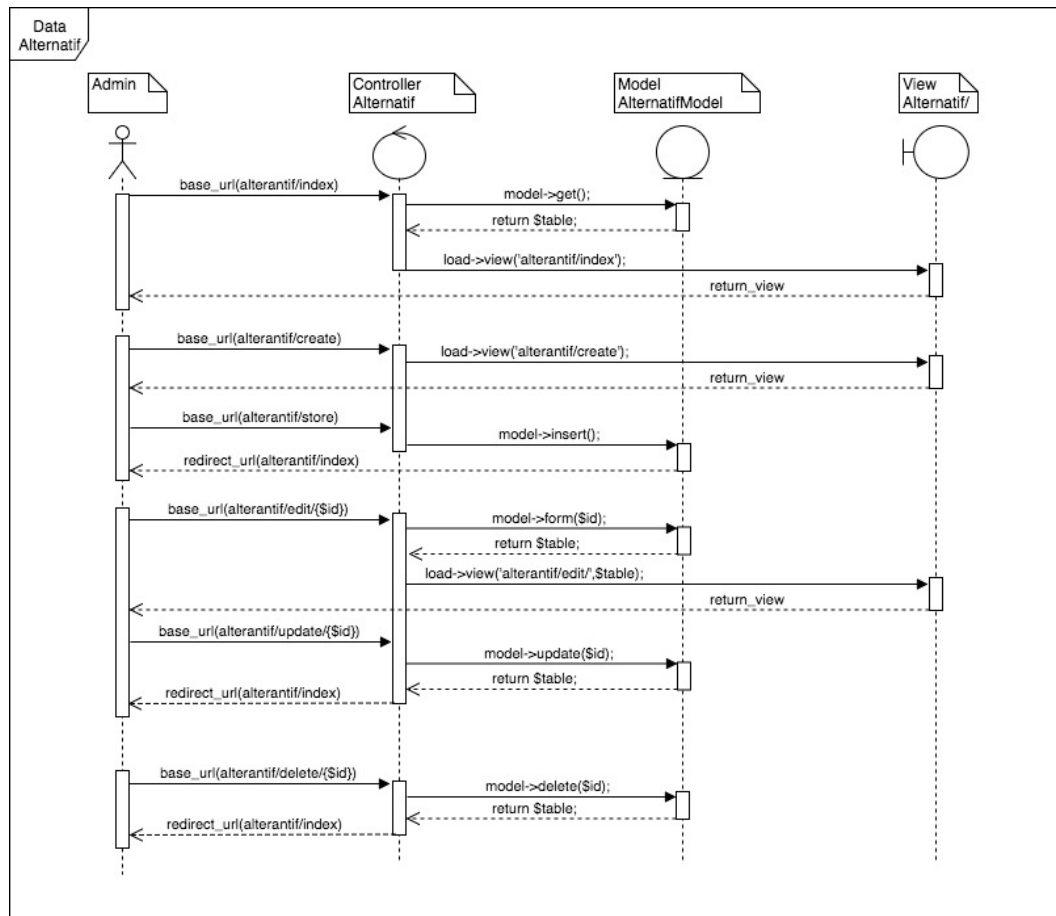 Data
Alternatif
Admin
Controller
Alternatif
Model
AlternatifModel
View
Alternatif/
base_url(alterantif/index)
model->get();
return $table;
load->view('alterantif/index');
return_view
base_url(alterantif/create)
load->view('alterantif/create');
return_view
base_url(alterantif/store)
model->insert();
redirect_url(alterantif/index)
base_url(alterantif/edit/{$id})
model->form($id);
return $table;
load->view('alterantif/edit/',$table);
return_view
base_url(alterantif/update/{$id})
model->update($id);
return $table;
redirect_url(alterantif/index)
base_url(alterantif/delete/{$id})
model->delete($id);
return $table;
redirect_url(alterantif/index)